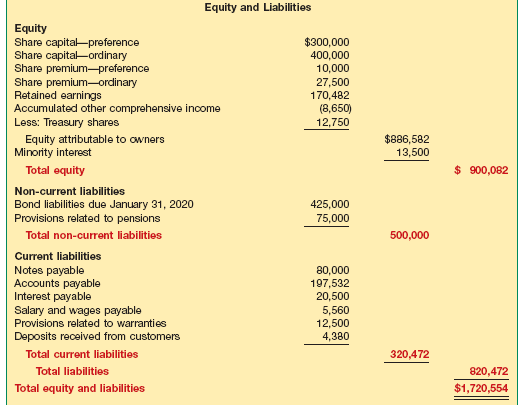 Equity and Liabilities
Equity
Share capital—preference $300,000
Share capital—ordinary 400,000
Share premium—preference 10,000
Share premium—ordinary 27,500
Retained earnings 170,482
Accumulated other comprehensive income (8,650)
Less: Treasury shares 12,750
Equity attributable to owners $886,582
Minority interest 13,500
Total equity $ 900,082
Non-current liabilities
Bond liabilities due January 31, 2020 425,000
Provisions related to pensions 75,000
Total non-current liabilities 500,000
Current liabilities
Notes payable 80,000
Accounts payable 197,532
Interest payable 20,500
Salary and wages payable 5,560
Provisions related to warranties 12,500
Deposits received from customers 4,380
Total current liabilities 320,472
Total liabilities 820,472
Total equity and liabilities $1,720,554